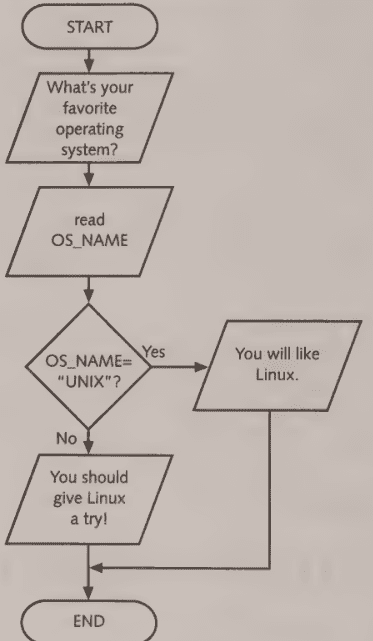 START
What's your
favorite
operating
system?
read
OS_NAME
OS_NAME=
“UNIX”?
Yes
You will like
Linux.
No
You should
give Linux
a try!
END